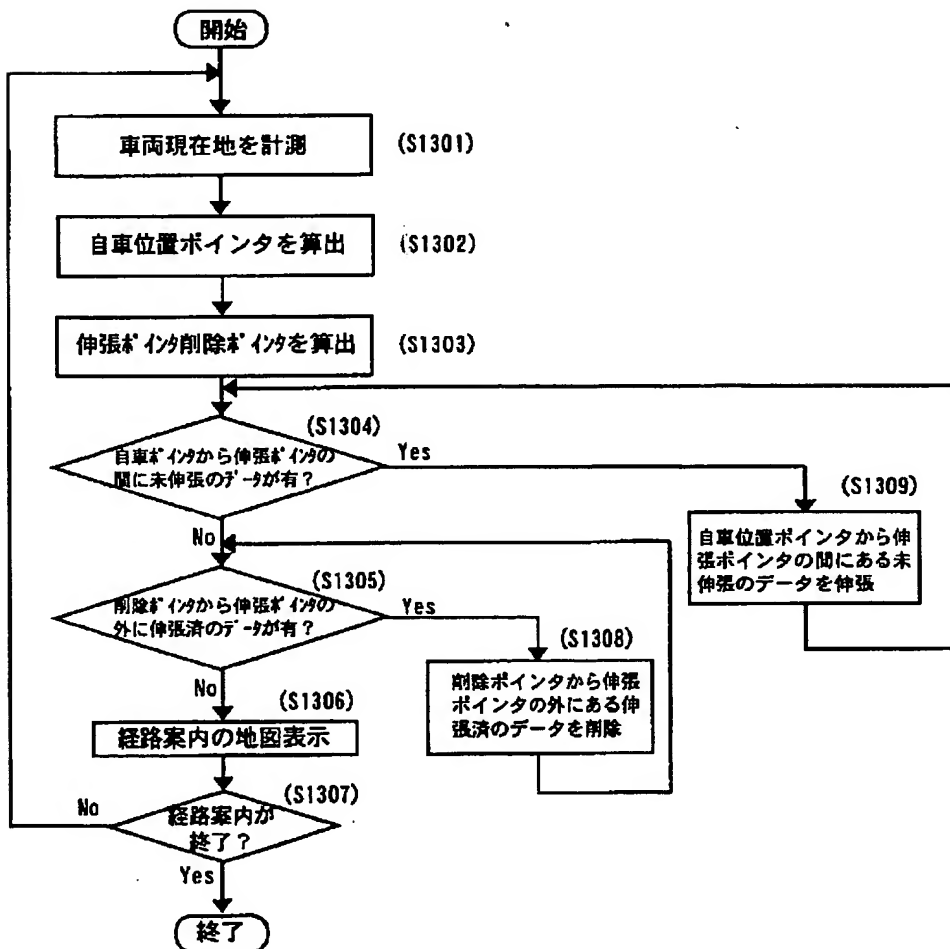 開始
車両現在地を計測
(S1301)
自車位置ポインタを算出
(S1302)
伸張ﾎﾟｲﾝﾀ削除ﾎﾟｲﾝﾀを算出
(S1303)
(S1304)
自車ﾎﾟｲﾝﾀから伸張ﾎﾟｲﾝﾀの
間に未伸張のﾃﾞｰﾀが有？
Yes
No
(S1309)
自車位置ポインタから伸
張ポインタの間にある未
伸張のデータを伸張
(S1305)
削除ﾎﾟｲﾝﾀから伸張ﾎﾟｲﾝﾀの
外に伸張済のﾃﾞｰﾀが有？
Yes
No
(S1308)
削除ポインタから伸張
ポインタの外にある伸
張済のデータを削除
(S1306)
経路案内の地図表示
(S1307)
経路案内が
終了？
No
Yes
終了